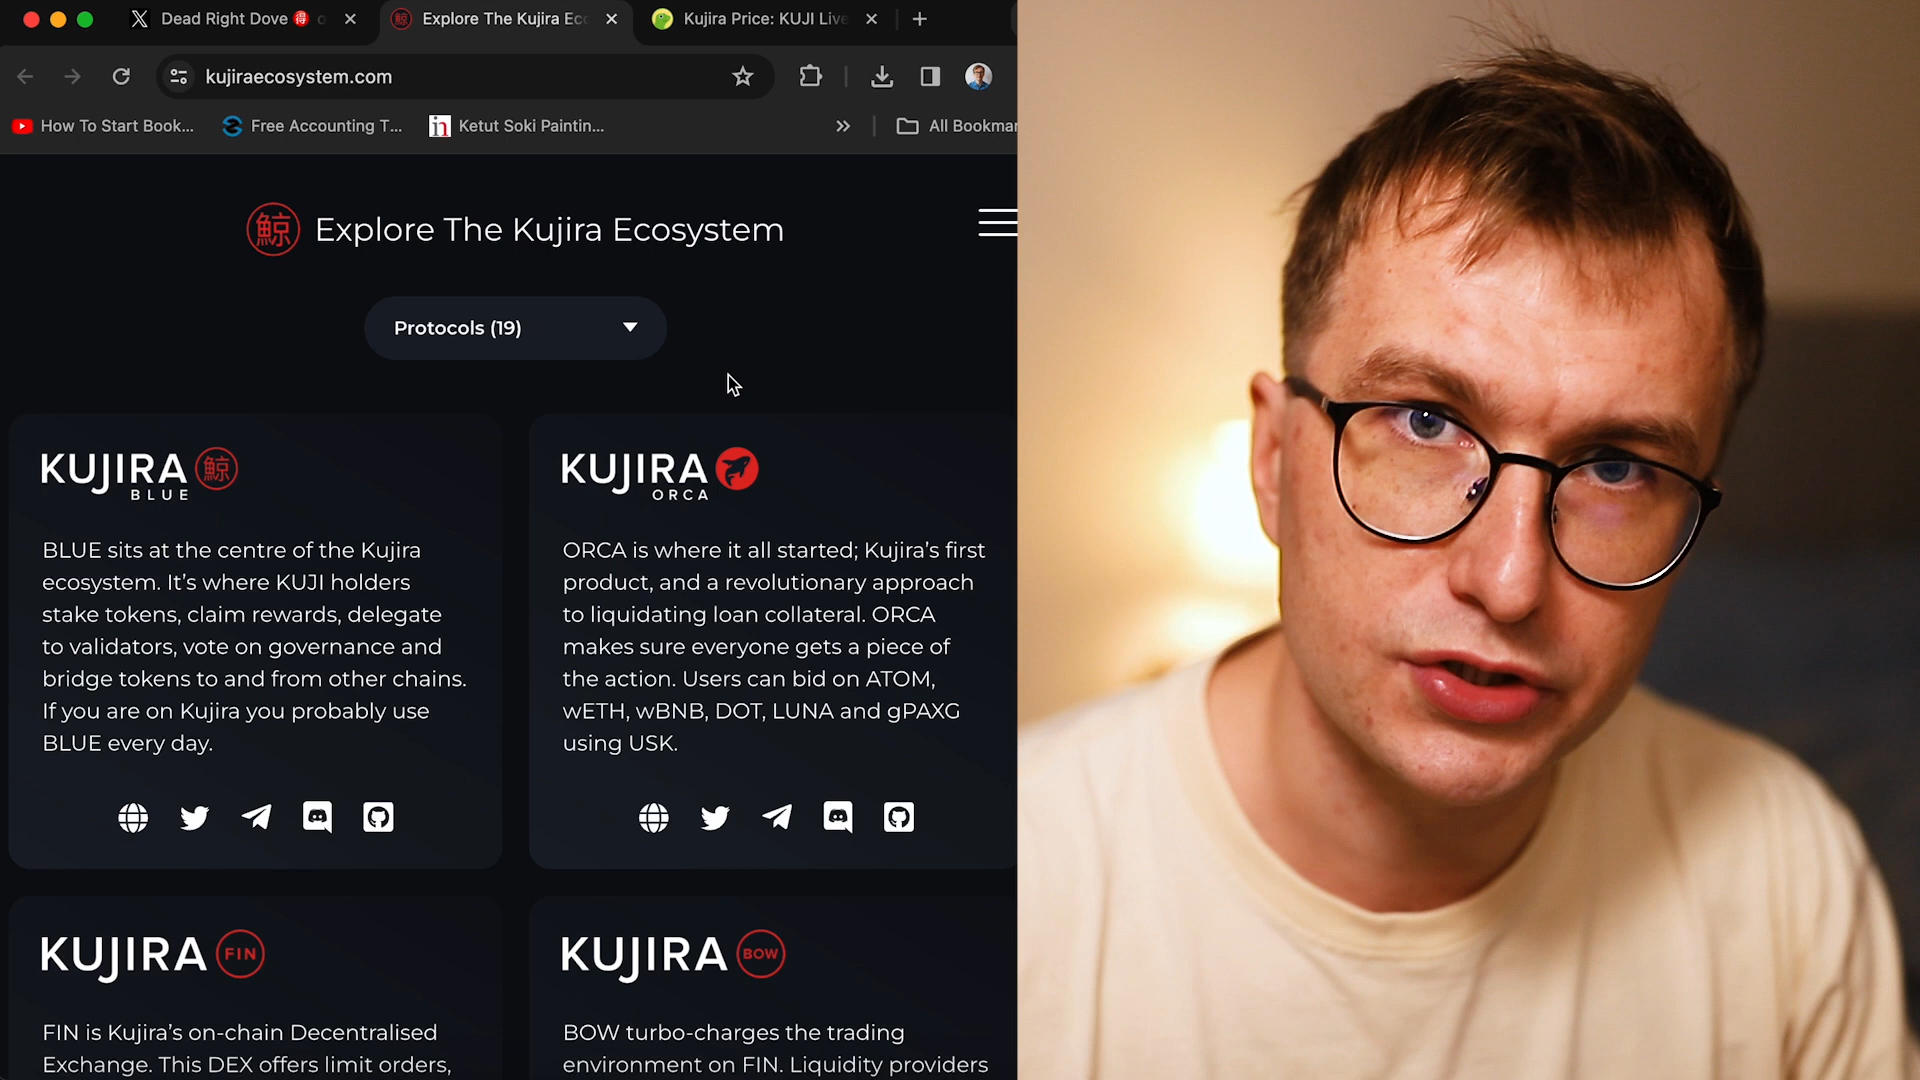 Dead Right Dove 得 o
Explore The Kujira Ec
Kujira Price: KUJI Live
kujiraecosystem.com
How To Start Book...
Free Accounting T...
in
Ketut Soki Paintin...
All Bookmar
鯨 Explore The Kujira Ecosystem
Protocols (19)
KUJIRA 鯨
BLUE
BLUE sits at the centre of the Kujira
ecosystem. It’s where KUJI holders
stake tokens, claim rewards, delegate
to validators, vote on governance and
bridge tokens to and from other chains.
If you are on Kujira you probably use
BLUE every day.
KUJIRA
ORCA
ORCA is where it all started; Kujira’s first
product, and a revolutionary approach
to liquidating loan collateral. ORCA
makes sure everyone gets a piece of
the action. Users can bid on ATOM,
wETH, wBNB, DOT, LUNA and gPAXG
using USK.
KUJIRA FIN
FIN is Kujira’s on-chain Decentralised
Exchange. This DEX offers limit orders,
KUJIRA BOW
BOW turbo-charges the trading
environment on FIN. Liquidity providers